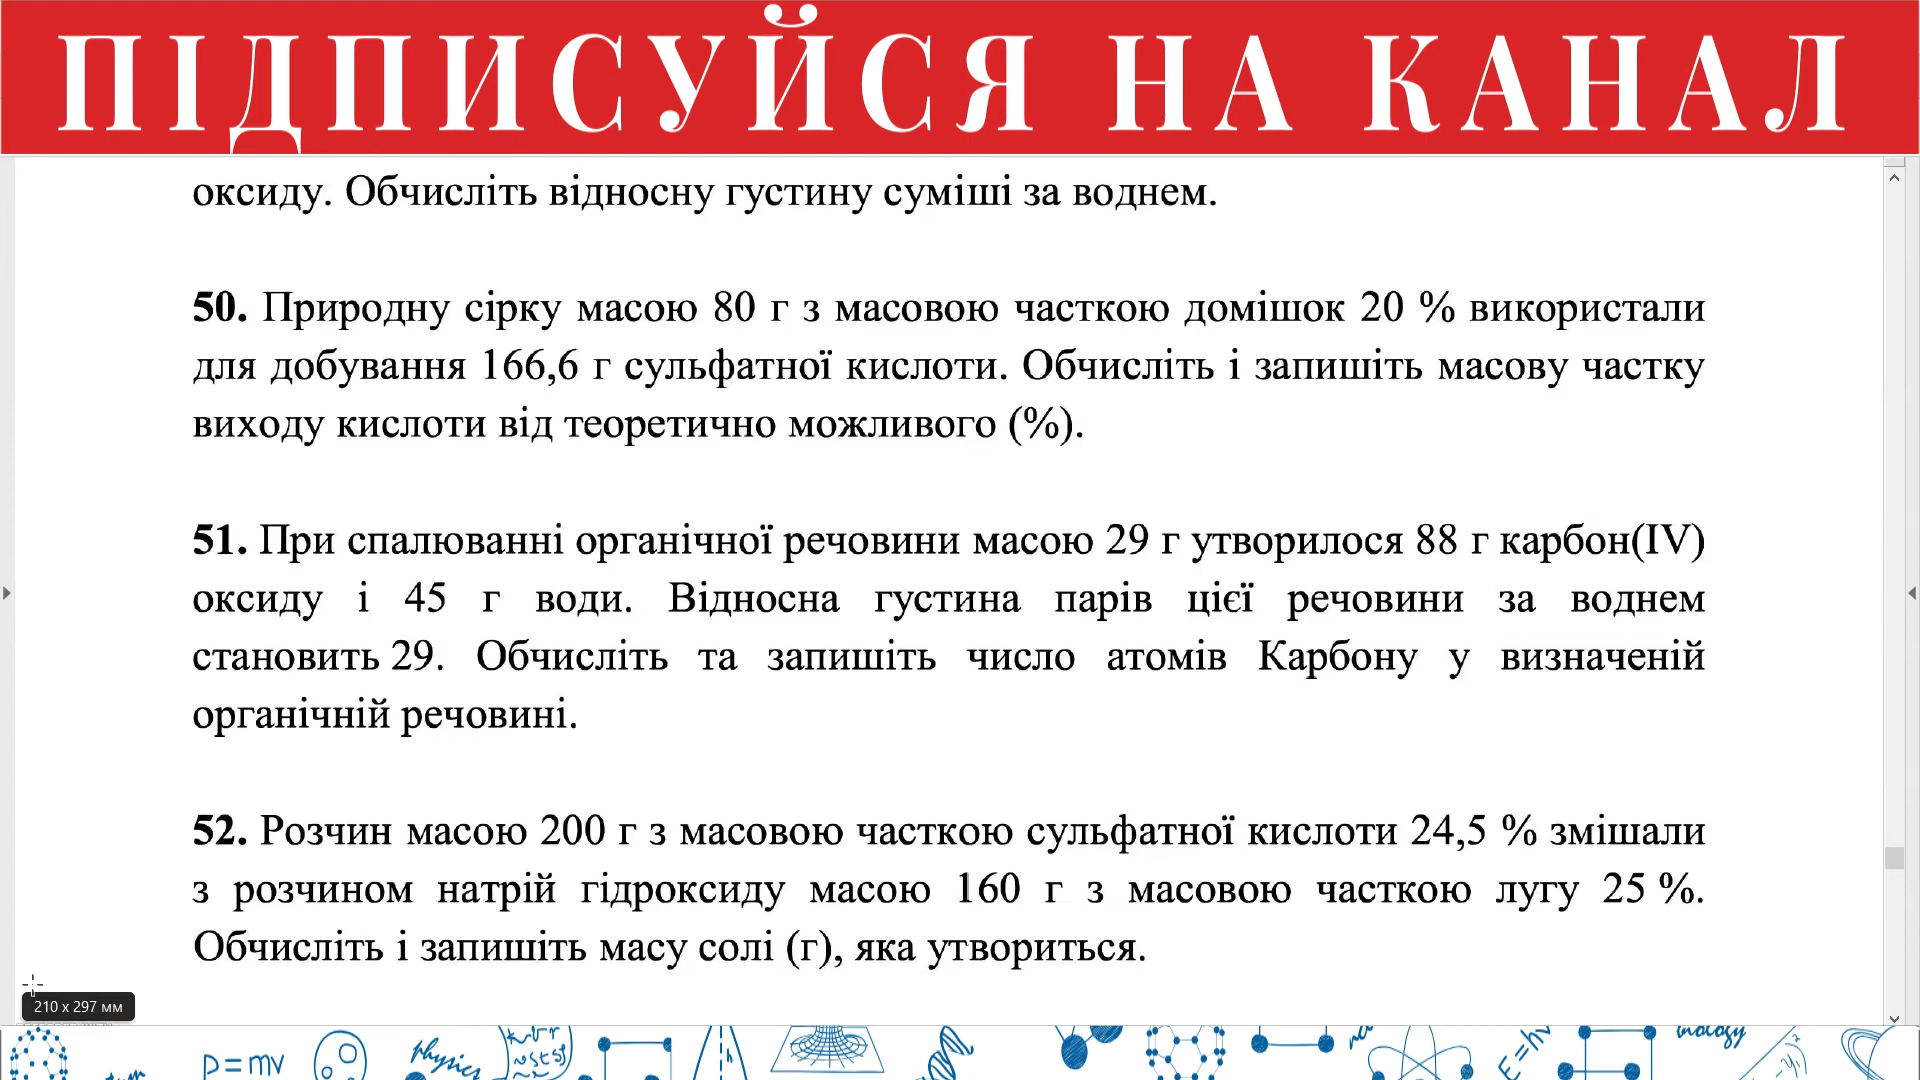 ПІДПИСУЙСЯ НА КАНАЛ
оксиду. Обчисліть відносну густину суміші за воднем.
50. Природну сірку масою 80 г з масовою часткою домішок 20 % використали
для добування 166,6 г сульфатної кислоти. Обчисліть і запишіть масову частку
виходу кислоти від теоретично можливого (%).
51. При спалюванні органічної речовини масою 29 г утворилося 88 г карбон(IV)
оксиду і 45 г води. Відносна густина парів цієї речовини за воднем
становить 29. Обчисліть та запишіть число атомів Карбону у визначеній
органічній речовині.
52. Розчин масою 200 г з масовою часткою сульфатної кислоти 24,5 % змішали
з розчином натрій гідроксиду масою 160 г з масовою часткою лугу 25 %.
Обчисліть і запишіть масу солі (г), яка утвориться.
210 x 297 мм
p=mv
physics
h
E=hν
biology